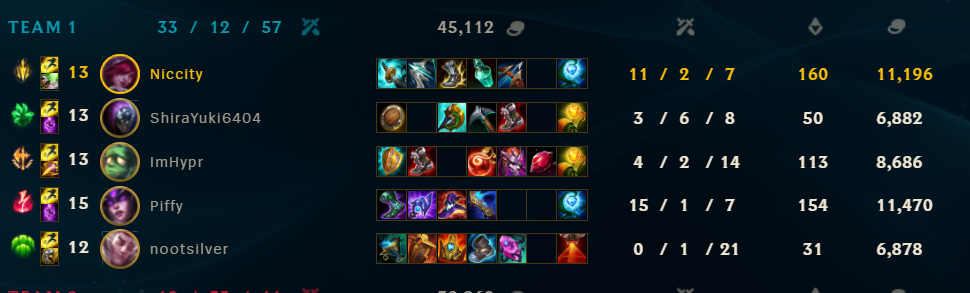 TEAM 1 33 / 12 / 57 45,112
13 Niccity 11 / 2 / 7 160 11,196
13 ShiraYuki6404 3 / 6 / 8 50 6,882
13 ImHypr 4 / 2 / 14 113 8,686
15 Piffy 15 / 1 / 7 154 11,470
12 nootsilver 0 / 1 / 21 31 6,878